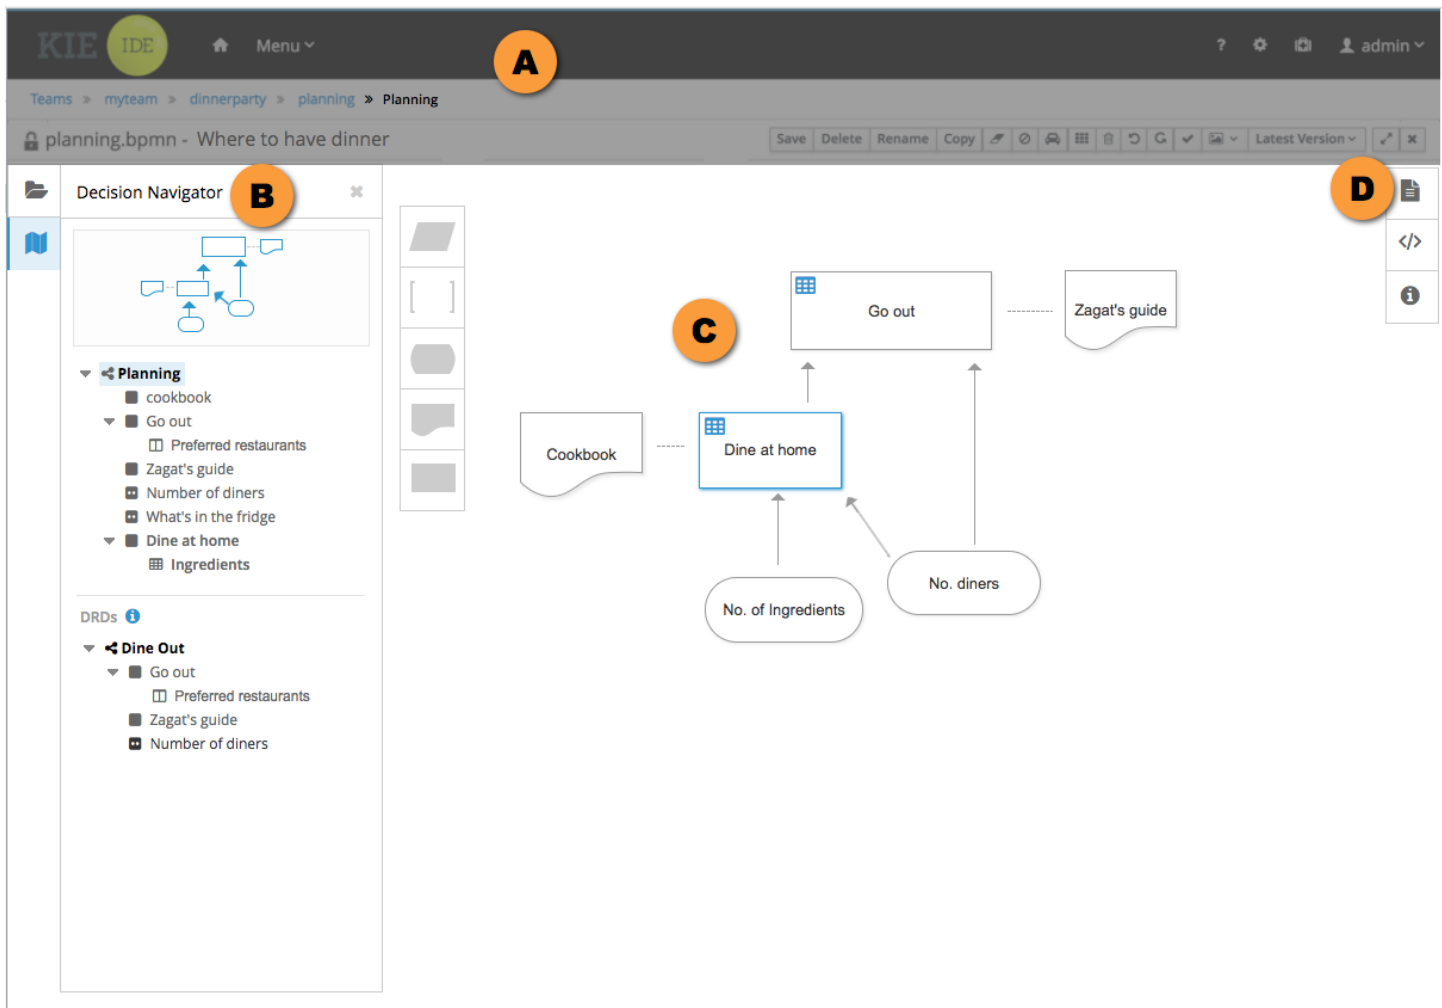 KIE IDE Menu A ? admin
Teams » myteam » dinnerparty » planning » Planning
planning.bpmn - Where to have dinner Save Delete Rename Copy Latest Version
Decision Navigator B
D
</>
Planning
cookbook
Go out
Preferred restaurants
Zagat's guide
Number of diners
What's in the fridge
Dine at home
Ingredients
DRDs
Dine Out
Go out
Preferred restaurants
Zagat's guide
Number of diners
C
Go out
Zagat's guide
Cookbook
Dine at home
No. of Ingredients
No. diners